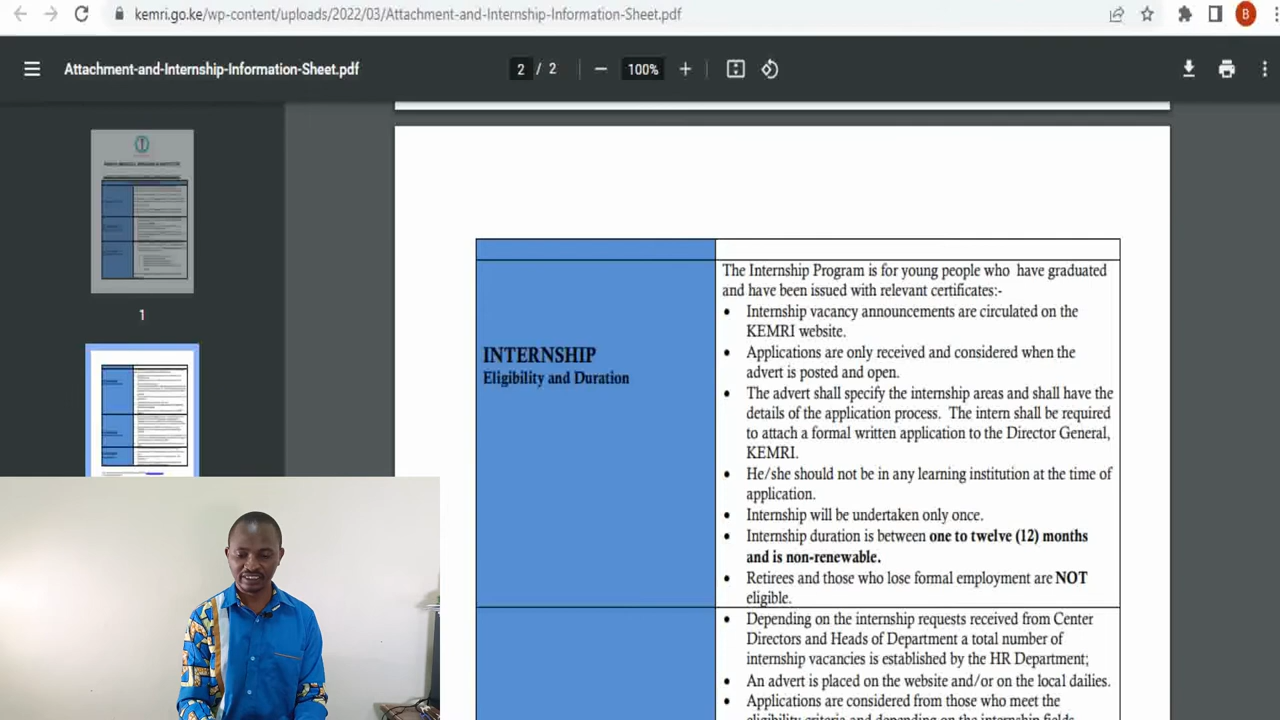 kemri.go.ke/wp-content/uploads/2022/03/Attachment-and-Internship-Information-Sheet.pdf
B
Attachment-and-Internship-Information-Sheet.pdf
2 / 2
100%
1
INTERNSHIP
Eligibility and Duration
The Internship Program is for young people who have graduated
and have been issued with relevant certificates:-
• Internship vacancy announcements are circulated on the
KEMRI website.
• Applications are only received and considered when the
advert is posted and open.
• The advert shall specify the internship areas and shall have the
details of the application process. The intern shall be required
to attach a formal written application to the Director General,
KEMRI.
• He/she should not be in any learning institution at the time of
application.
• Internship will be undertaken only once.
• Internship duration is between one to twelve (12) months
and is non-renewable.
• Retirees and those who lose formal employment are NOT
eligible.
• Depending on the internship requests received from Center
Directors and Heads of Department a total number of
internship vacancies is established by the HR Department;
• An advert is placed on the website and/or on the local dailies.
• Applications are considered from those who meet the
eligibility criteria and depending on the internship fields